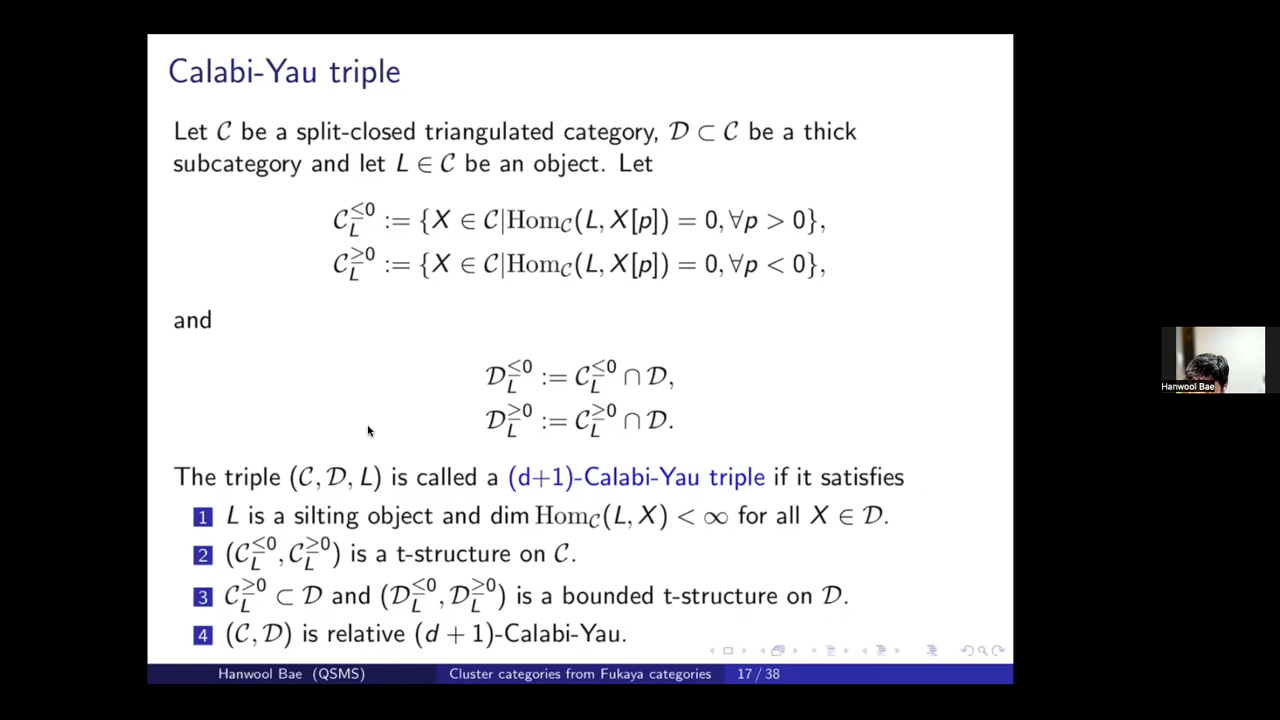 Calabi-Yau triple
Let 𝒞 be a split-closed triangulated category, 𝒟 ⊂ 𝒞 be a thick
subcategory and let L ∈ 𝒞 be an object. Let
𝒞_L^{≤0} := {X ∈ 𝒞|Hom_𝒞(L, X[p]) = 0, ∀p > 0},
𝒞_L^{≥0} := {X ∈ 𝒞|Hom_𝒞(L, X[p]) = 0, ∀p < 0},
and
𝒟_L^{≤0} := 𝒞_L^{≤0} ∩ 𝒟,
𝒟_L^{≥0} := 𝒞_L^{≥0} ∩ 𝒟.
The triple (𝒞, 𝒟, L) is called a (d+1)-Calabi-Yau triple if it satisfies
1 L is a silting object and dim Hom_𝒞(L, X) < ∞ for all X ∈ 𝒟.
2 (𝒞_L^{≤0}, 𝒞_L^{≥0}) is a t-structure on 𝒞.
3 𝒞_L^{≥0} ⊂ 𝒟 and (𝒟_L^{≤0}, 𝒟_L^{≥0}) is a bounded t-structure on 𝒟.
4 (𝒞, 𝒟) is relative (d + 1)-Calabi-Yau.
Hanwool Bae (QSMS) Cluster categories from Fukaya categories 17 / 38
Hanwool Bae